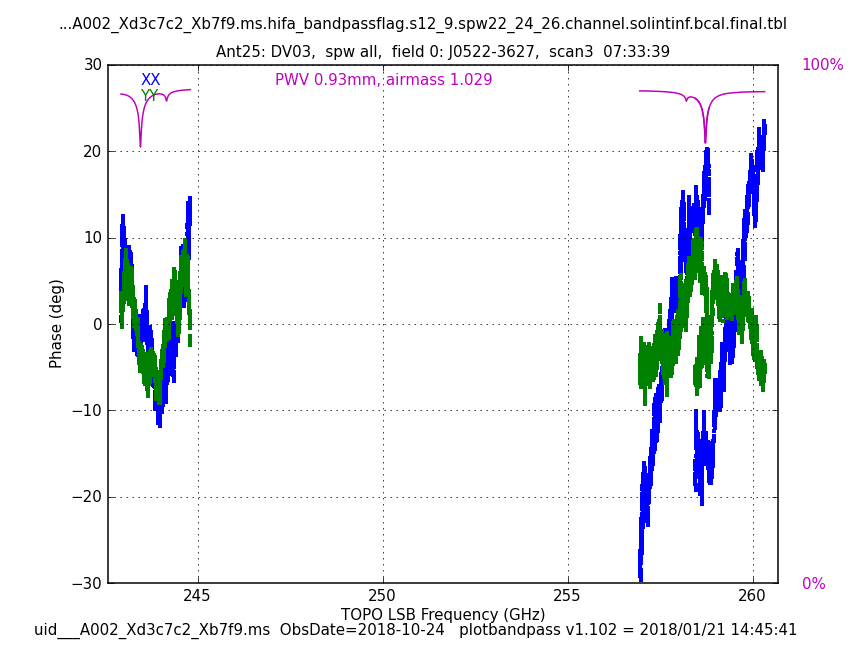 ...A002_Xd3c7c2_Xb7f9.ms.hifa_bandpassflag.s12_9.spw22_24_26.channel.solintinf.bcal.final.tbl
Ant25: DV03,  spw all,  field 0: J0522-3627,  scan3  07:33:39
30 100%
XX PWV 0.93mm, airmass 1.029
YY
20
10
Phase (deg)
0
−10
−20
−30 0%
245 250 255 260
TOPO LSB Frequency (GHz)
uid___A002_Xd3c7c2_Xb7f9.ms  ObsDate=2018-10-24   plotbandpass v1.102 = 2018/01/21 14:45:41